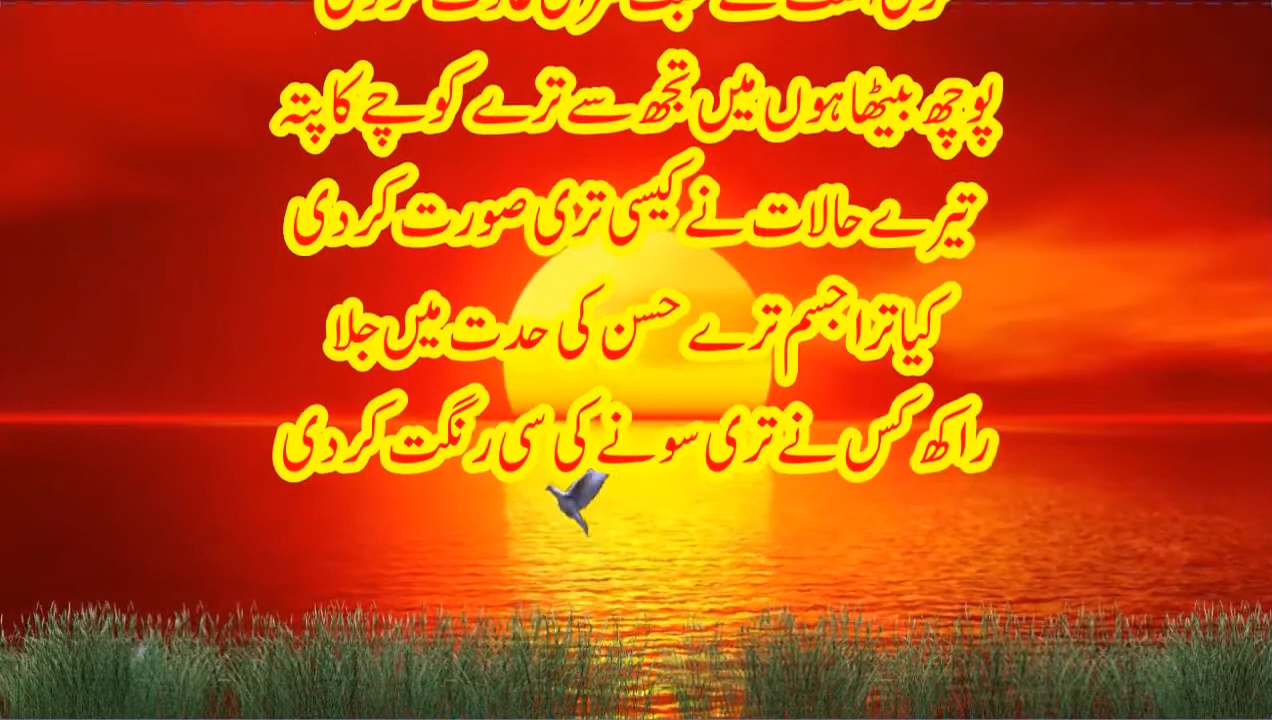 پوچھ بیٹھا ہوں میں تجھ سے ترے کوچے کا پتہ
تیرے حالات نے کیسی تری صورت کر دی
کیا ترا جسم ترے حسن کی حدت میں جلا
راکھ کس نے تری سونے کی سی رنگت کر دی